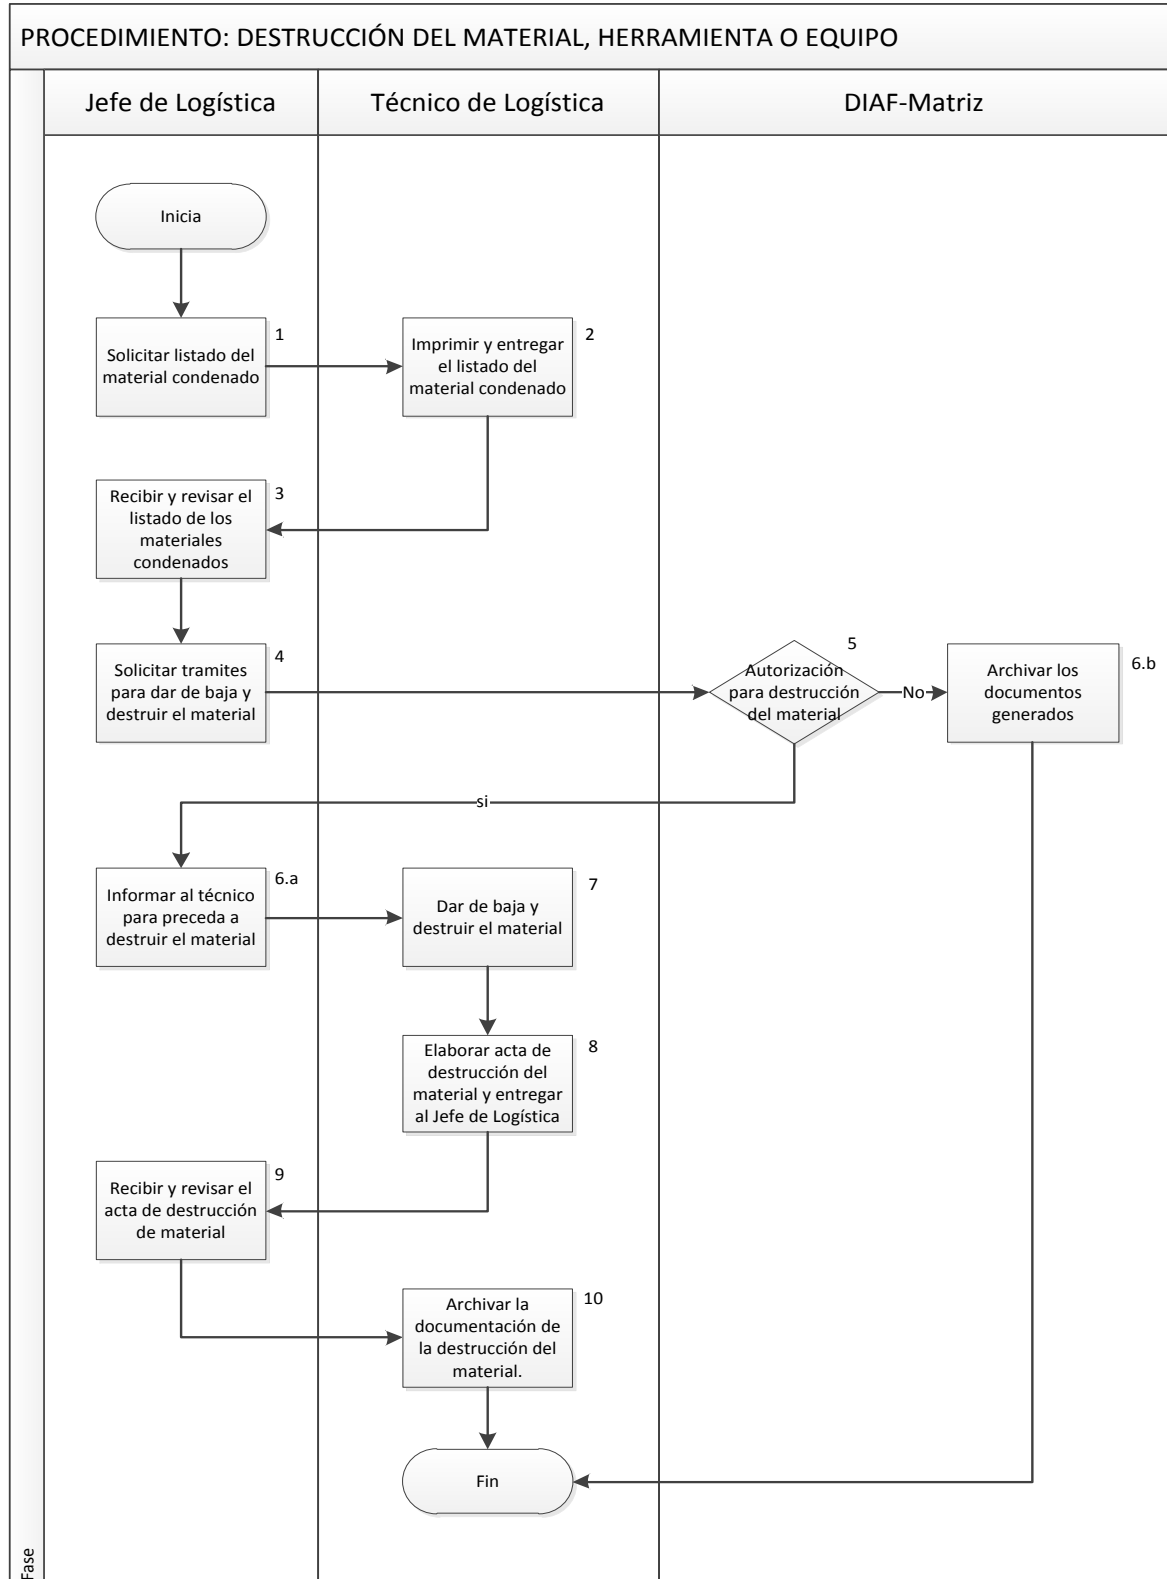 PROCEDIMIENTO: DESTRUCCIÓN DEL MATERIAL, HERRAMIENTA O EQUIPO
Jefe de Logística
Técnico de Logística
DIAF-Matriz
Inicia
1
Solicitar listado del
material condenado
2
Imprimir y entregar
el listado del
material condenado
3
Recibir y revisar el
listado de los
materiales
condenados
4
Solicitar tramites
para dar de baja y
destruir el material
5
Autorización
para destrucción
del material
No
6.b
Archivar los
documentos
generados
si
6.a
Informar al técnico
para preceda a
destruir el material
7
Dar de baja y
destruir el material
8
Elaborar acta de
destrucción del
material y entregar
al Jefe de Logística
9
Recibir y revisar el
acta de destrucción
de material
10
Archivar la
documentación de
la destrucción del
material.
Fin
Fase